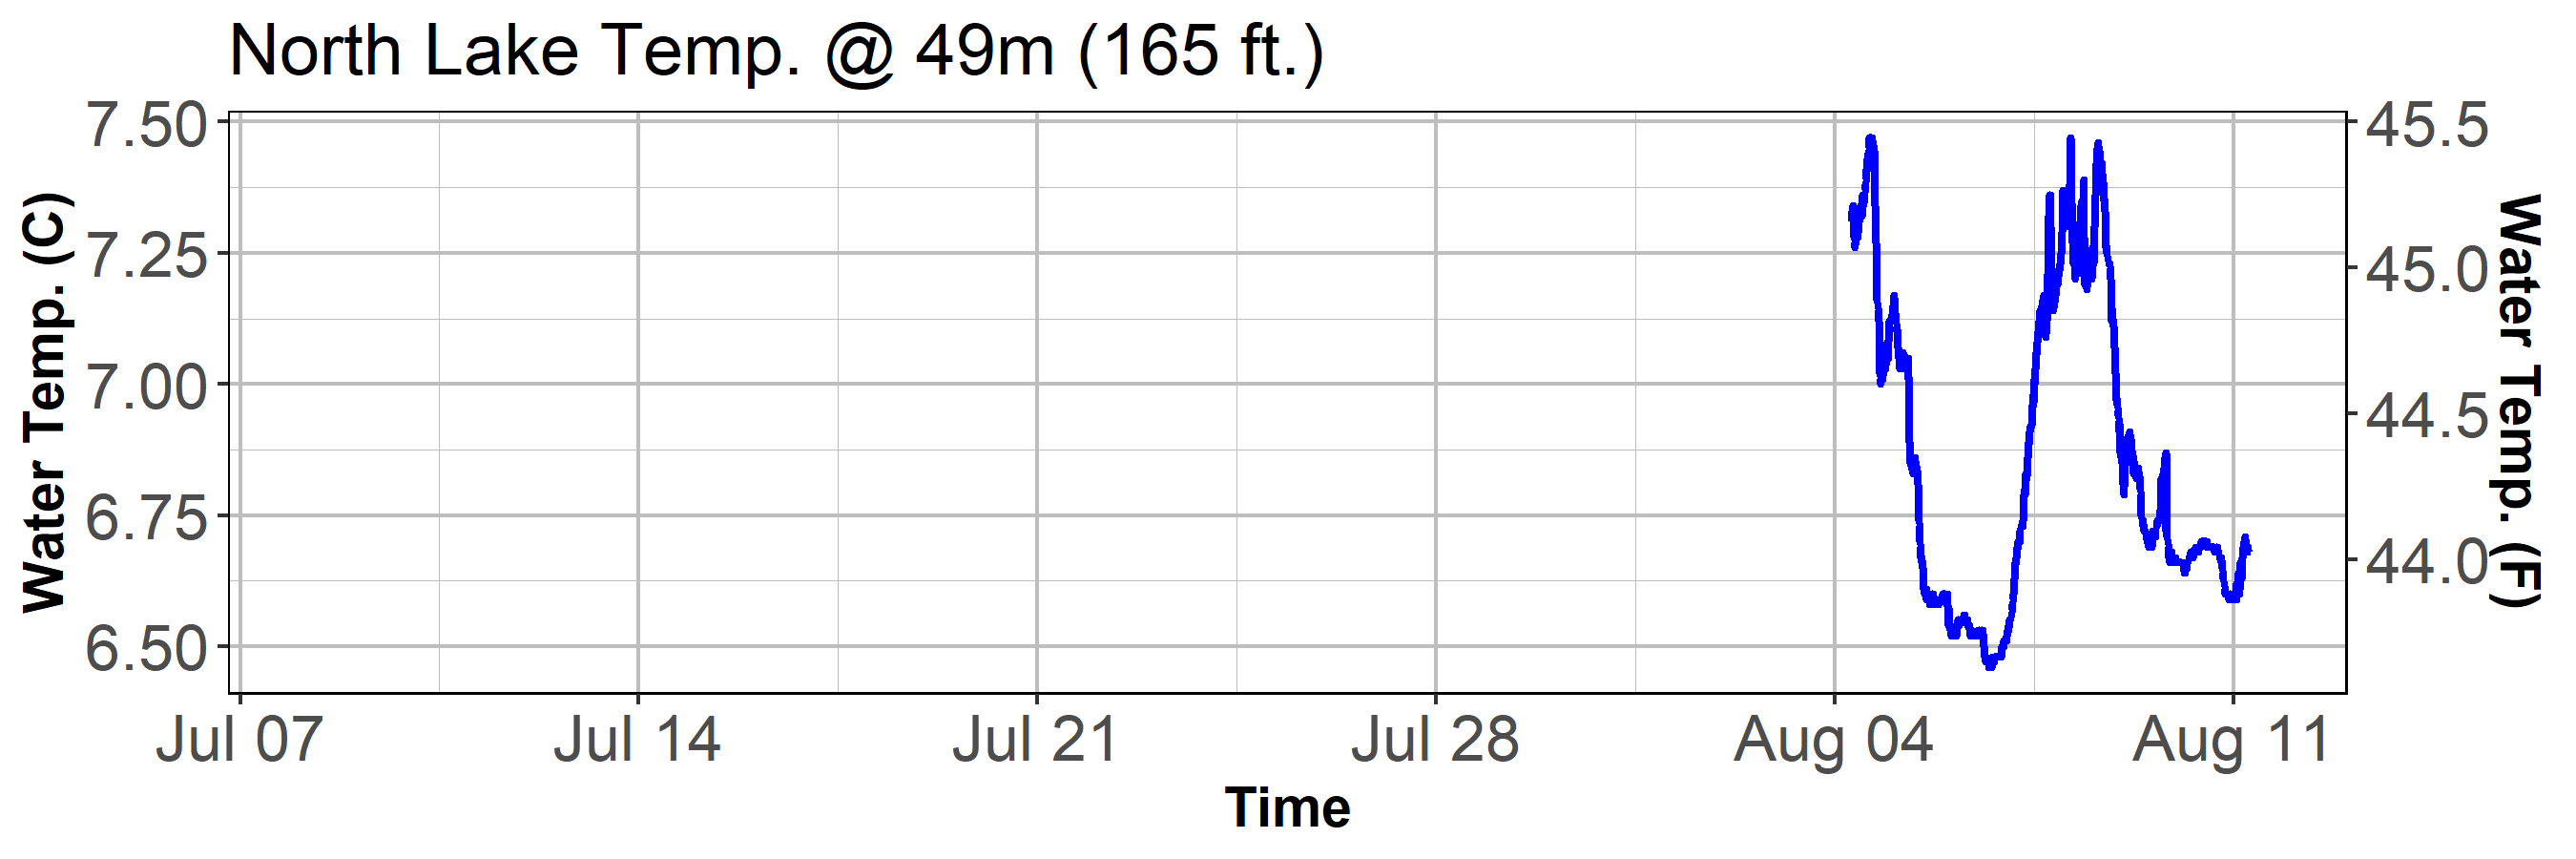 North Lake Temp. @ 49m (165 ft.)
Water Temp. (C)
7.50
7.25
7.00
6.75
6.50
45.5
45.0
44.5
44.0
Water Temp. (F)
Jul 07 Jul 14 Jul 21 Jul 28 Aug 04 Aug 11
Time